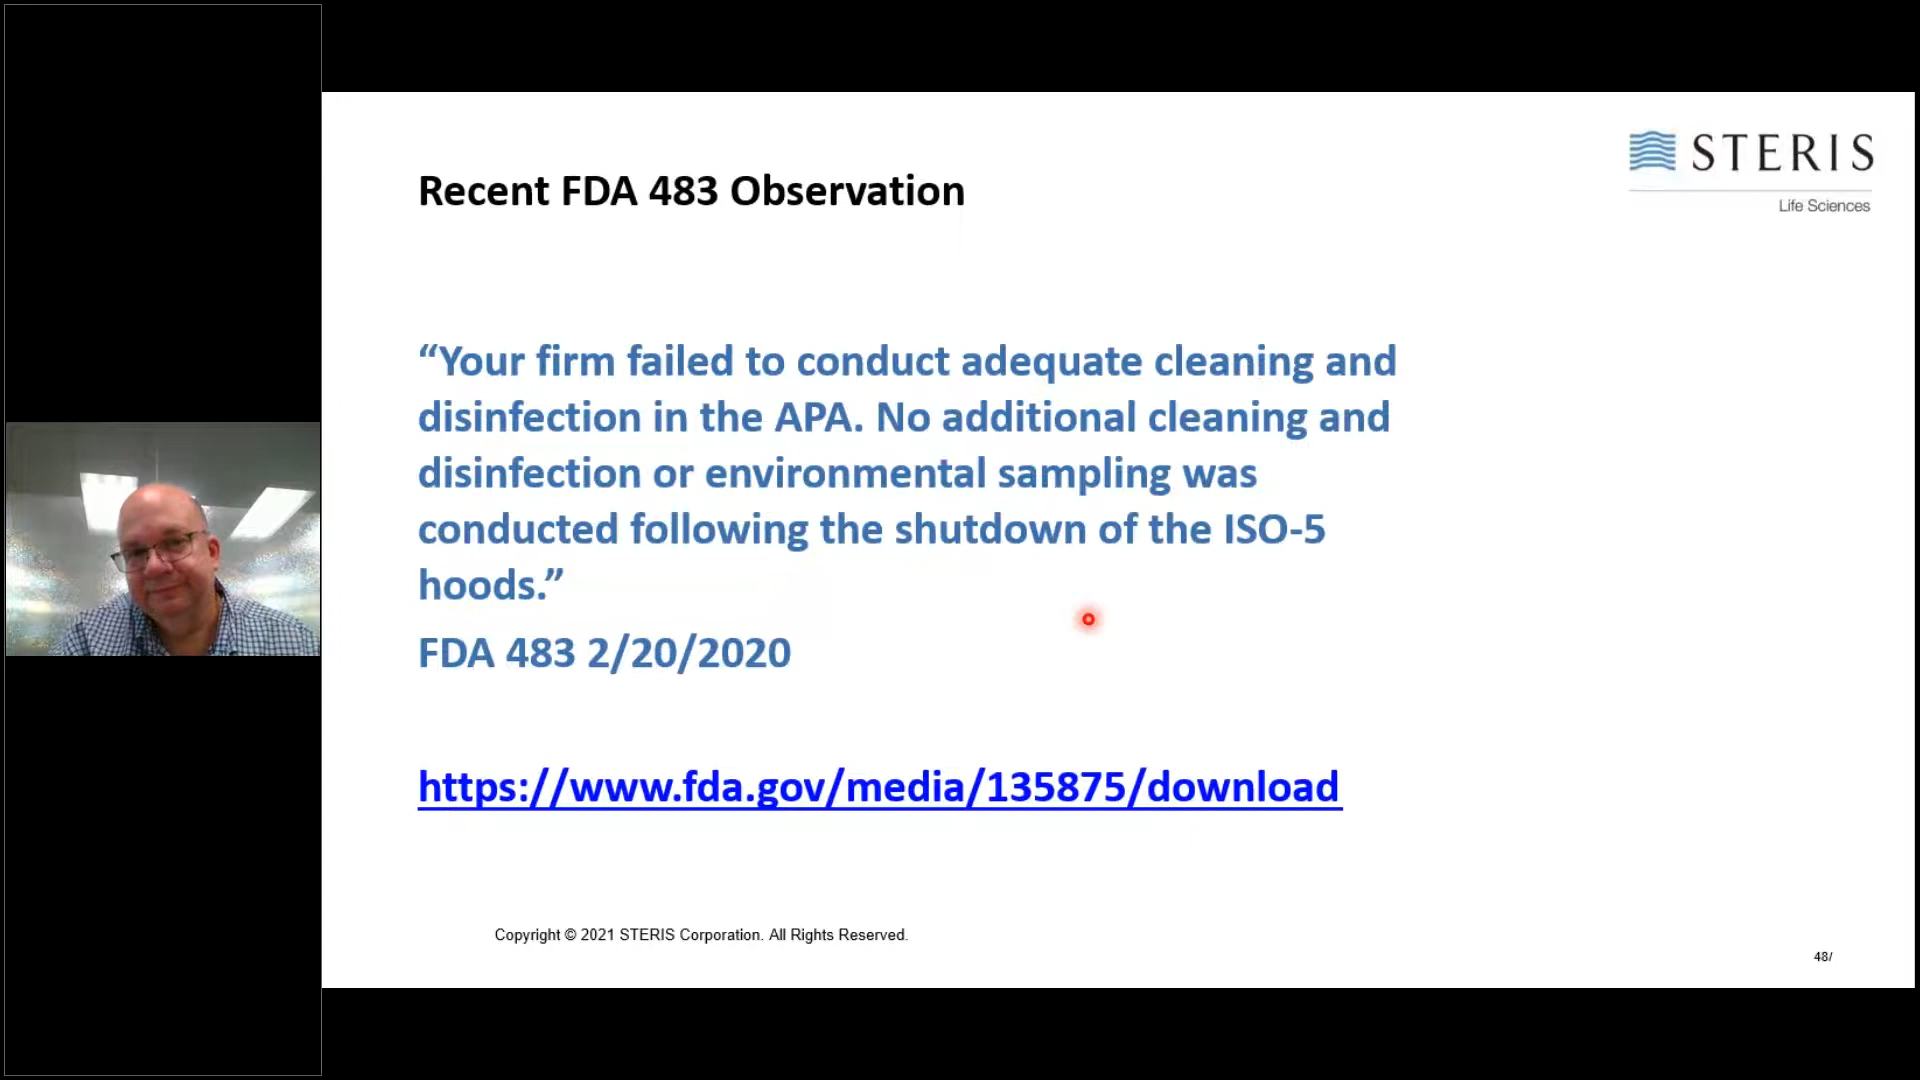 STERIS
Life Sciences
Recent FDA 483 Observation
“Your firm failed to conduct adequate cleaning and
disinfection in the APA. No additional cleaning and
disinfection or environmental sampling was
conducted following the shutdown of the ISO-5
hoods.”
FDA 483 2/20/2020
https://www.fda.gov/media/135875/download
Copyright © 2021 STERIS Corporation. All Rights Reserved.
48/